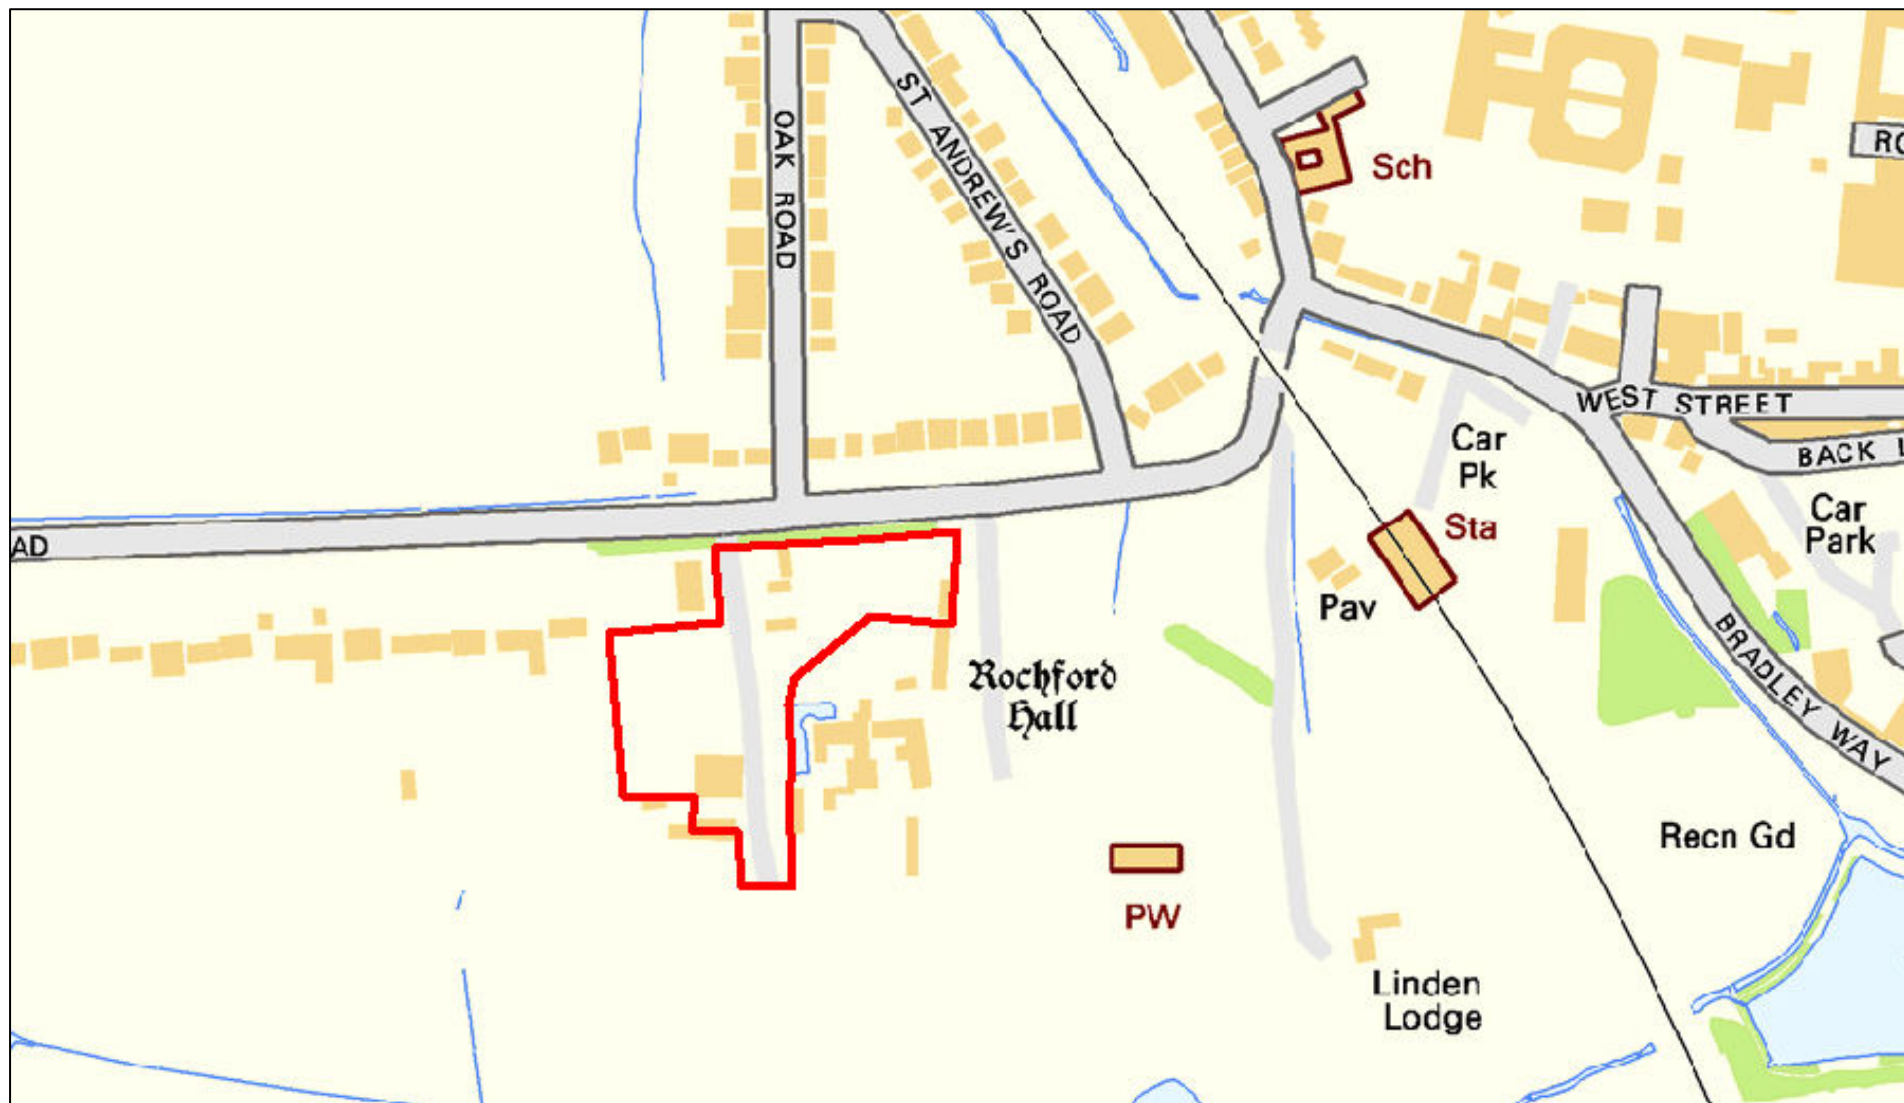 ST ANDREW'S ROAD
OAK ROAD
Sch
RO
WEST STREET
BACK L
Car
Pk
Sta
Car
Park
AD
Pav
BRADLEY WAY
Rochford
Hall
Recn Gd
PW
Linden
Lodge